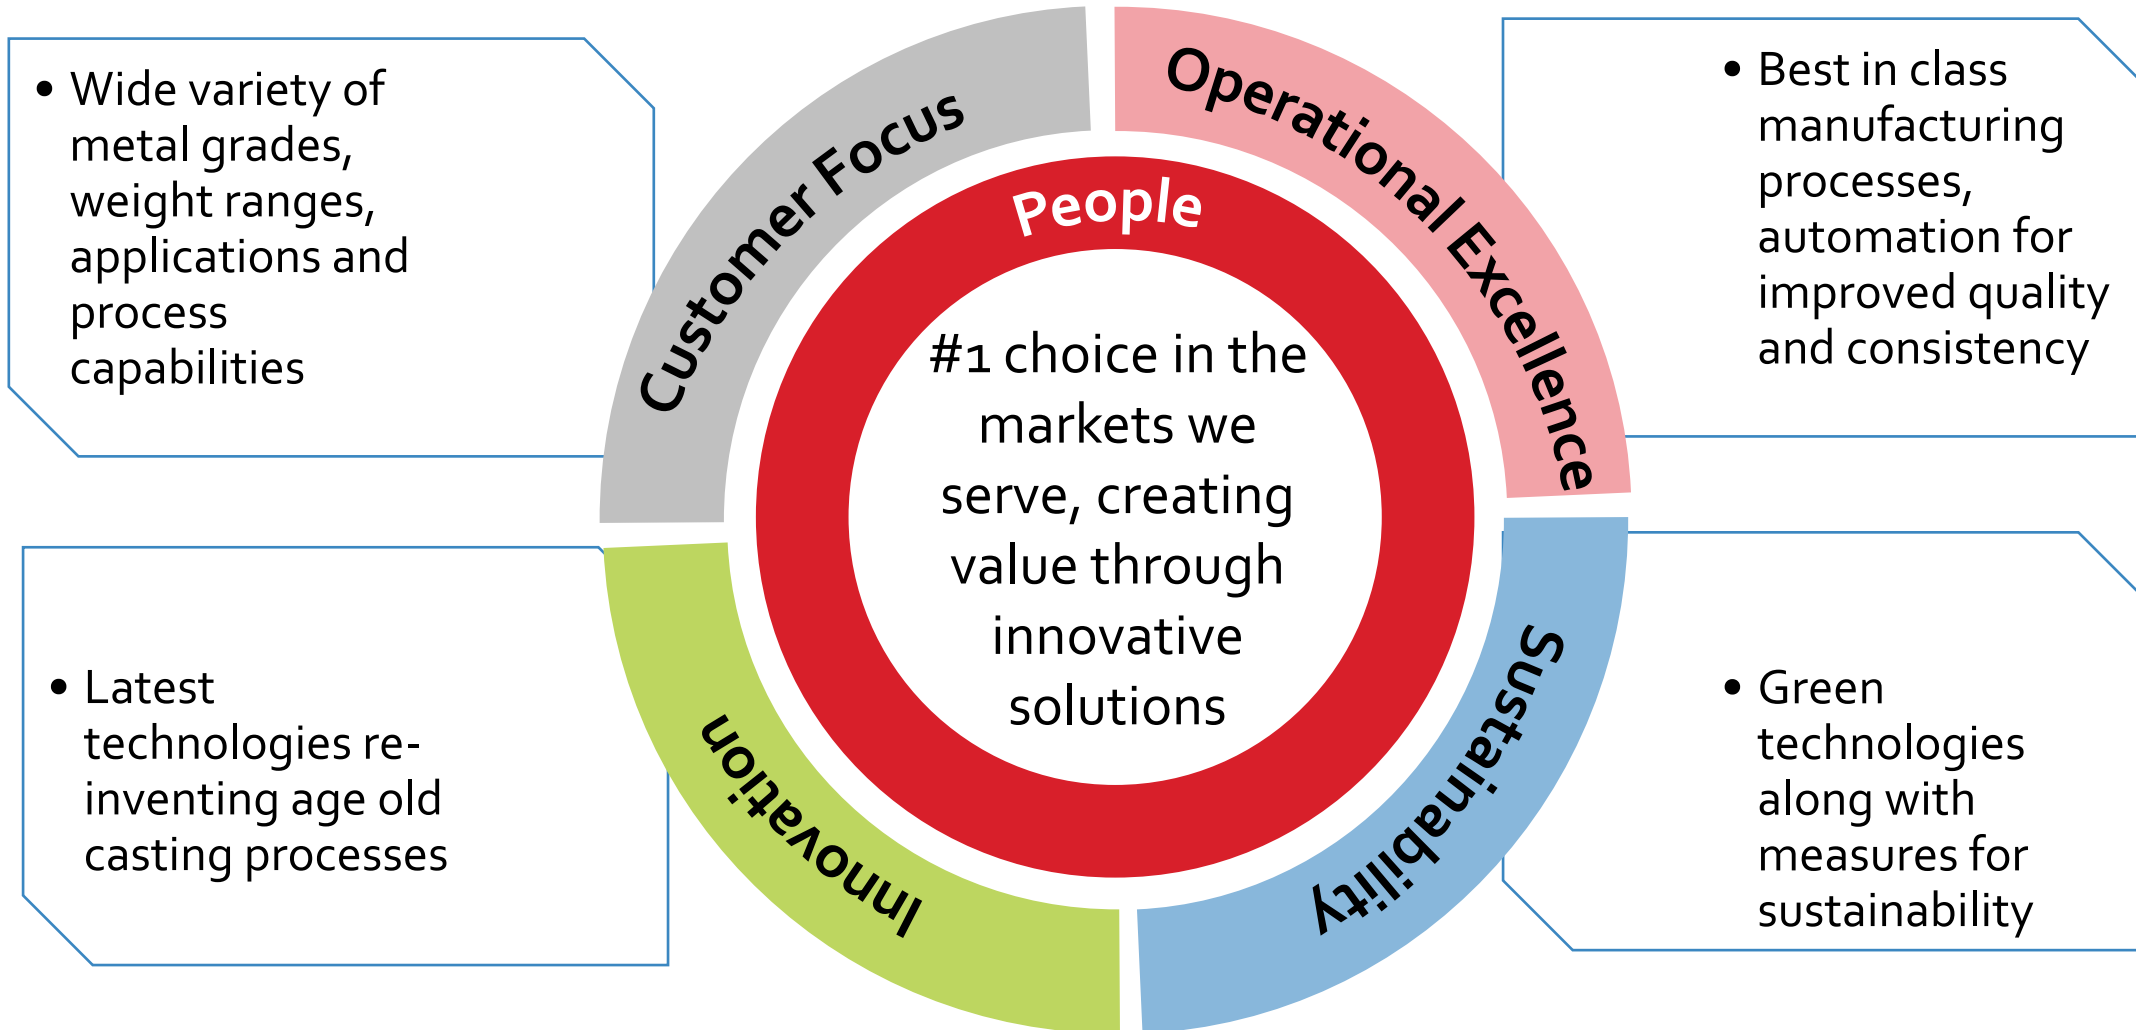 • Wide variety of
metal grades,
weight ranges,
applications and
process
capabilities
Customer Focus
Operational Excellence
• Best in class
manufacturing
processes,
automation for
improved quality
and consistency
People
#1 choice in the
markets we
serve, creating
value through
innovative
solutions
• Latest
technologies re-
inventing age old
casting processes
Innovation
Sustainability
• Green
technologies
along with
measures for
sustainability